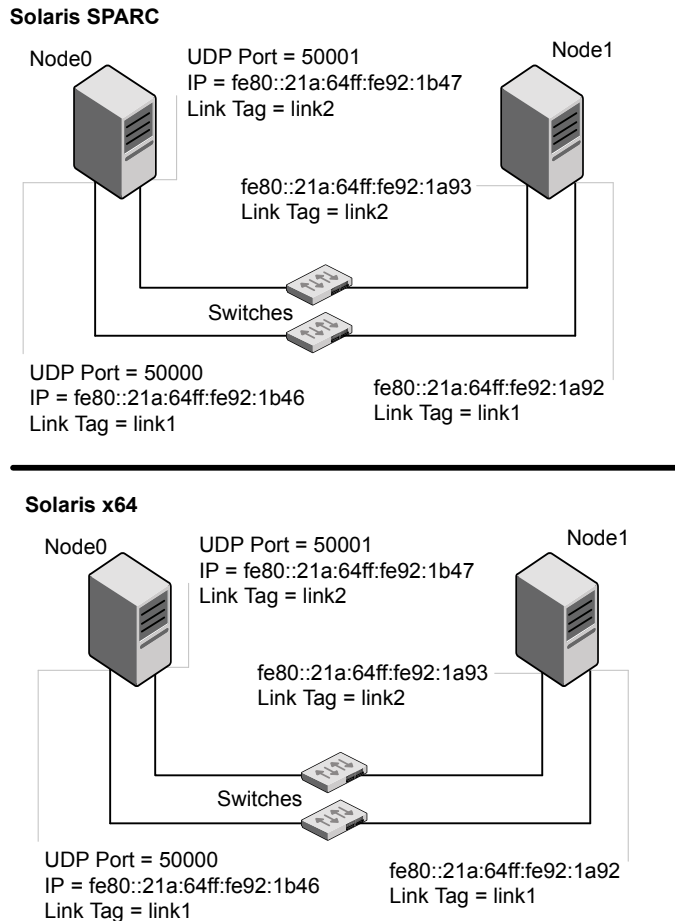 Solaris SPARC
Node0
UDP Port = 50001
IP = fe80::21a:64ff:fe92:1b47
Link Tag = link2
Node1
fe80::21a:64ff:fe92:1a93
Link Tag = link2
Switches
UDP Port = 50000
IP = fe80::21a:64ff:fe92:1b46
Link Tag = link1
fe80::21a:64ff:fe92:1a92
Link Tag = link1
Solaris x64
Node0
UDP Port = 50001
IP = fe80::21a:64ff:fe92:1b47
Link Tag = link2
Node1
fe80::21a:64ff:fe92:1a93
Link Tag = link2
Switches
UDP Port = 50000
IP = fe80::21a:64ff:fe92:1b46
Link Tag = link1
fe80::21a:64ff:fe92:1a92
Link Tag = link1